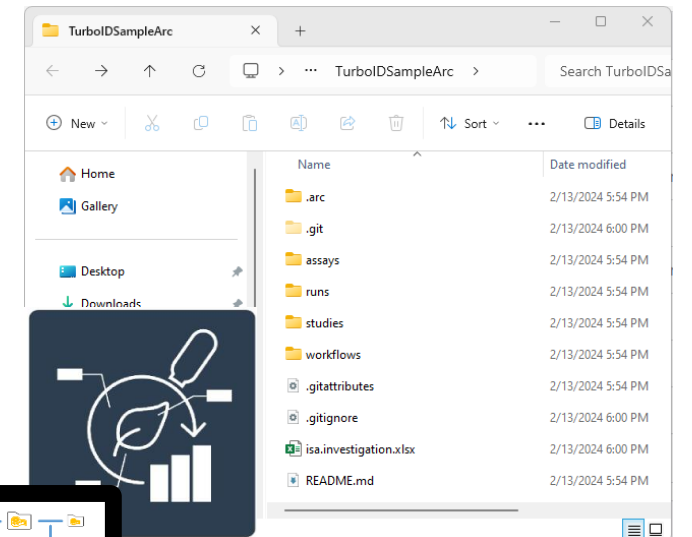 TurboIDSampleArc
TurboIDSampleArc
Search TurboIDSa
New
Sort
Details
Name
Date modified
Home
Gallery
Desktop
Downloads
.arc 2/13/2024 5:54 PM
.git 2/13/2024 6:00 PM
assays 2/13/2024 5:54 PM
runs 2/13/2024 5:54 PM
studies 2/13/2024 5:54 PM
workflows 2/13/2024 5:54 PM
.gitattributes 2/13/2024 5:54 PM
.gitignore 2/13/2024 6:00 PM
isa.investigation.xlsx 2/13/2024 6:00 PM
README.md 2/13/2024 5:54 PM